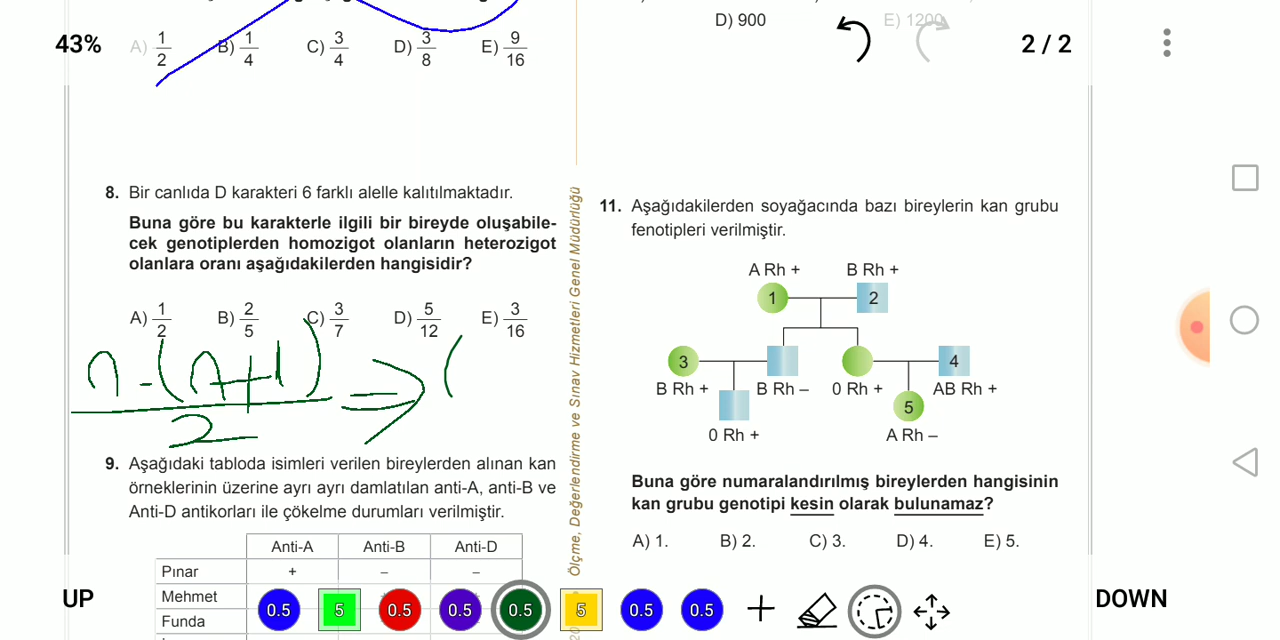 43%
A) 1/2 B) 1/4 C) 3/4 D) 3/8 E) 9/16
D) 900 E) 1200
2 / 2
8. Bir canlıda D karakteri 6 farklı alelle kalıtılmaktadır.
Buna göre bu karakterle ilgili bir bireyde oluşabile-
cek genotiplerden homozigot olanların heterozigot
olanlara oranı aşağıdakilerden hangisidir?
A) 1/2 B) 2/5 C) 3/7 D) 5/12 E) 3/16
n·(n+1)/2 ⇒ (
9. Aşağıdaki tabloda isimleri verilen bireylerden alınan kan
örneklerinin üzerine ayrı ayrı damlatılan anti-A, anti-B ve
Anti-D antikorları ile çökelme durumları verilmiştir.
Anti-A Anti-B Anti-D
Pınar + – –
Mehmet
Funda
Ölçme, Değerlendirme ve Sınav Hizmetleri Genel Müdürlüğü
11. Aşağıdakilerden soyağacında bazı bireylerin kan grubu
fenotipleri verilmiştir.
A Rh + B Rh +
1 2
3 4
B Rh + B Rh – 0 Rh + AB Rh +
5
0 Rh + A Rh –
Buna göre numaralandırılmış bireylerden hangisinin
kan grubu genotipi kesin olarak bulunamaz?
A) 1. B) 2. C) 3. D) 4. E) 5.
UP 0.5 5 0.5 0.5 0.5 5 0.5 0.5 DOWN